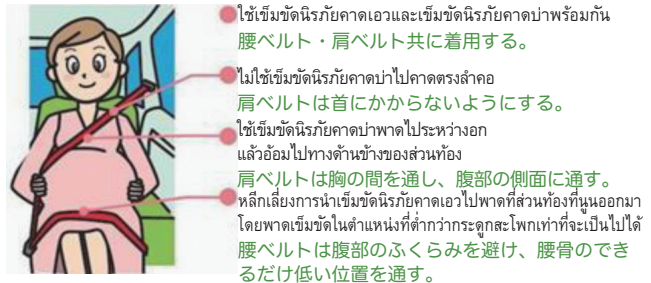 ใช้เข็มขัดนิรภัยคาดเอวและเข็มขัดนิรภัยคาดบ่าพร้อมกัน
腰ベルト・肩ベルト共に着用する。
ไม่ใช้เข็มขัดนิรภัยคาดบ่าไปคาดตรงลำคอ
肩ベルトは首にかからないようにする。
ใช้เข็มขัดนิรภัยคาดบ่าพาดไประหว่างอก
แล้วอ้อมไปทางด้านข้างของส่วนท้อง
肩ベルトは胸の間を通し、腹部の側面に通す。
หลีกเลี่ยงการนำเข็มขัดนิรภัยคาดเอวไปพาดที่ส่วนท้องที่นูนออกมา
โดยพาดเข็มขัดในตำแหน่งที่ต่ำกว่ากระดูกสะโพกเท่าที่จะเป็นไปได้
腰ベルトは腹部のふくらみを避け、腰骨のでき
るだけ低い位置を通す。